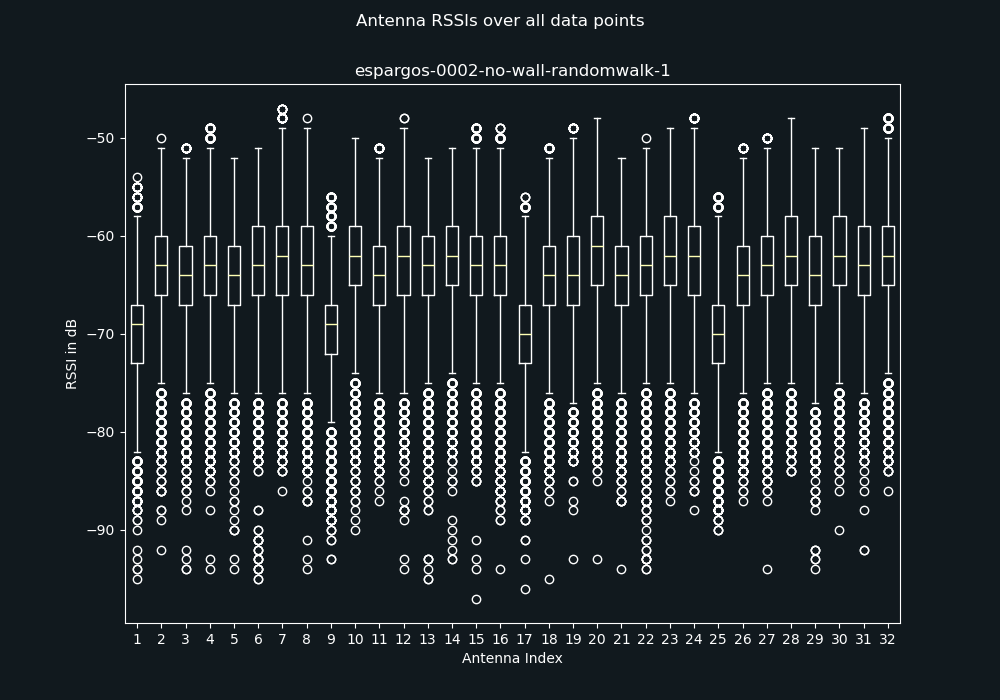 Antenna RSSIs over all data points
espargos-0002-no-wall-randomwalk-1
RSSI in dB
−50
−60
−70
−80
−90
1 2 3 4 5 6 7 8 9 10 11 12 13 14 15 16 17 18 19 20 21 22 23 24 25 26 27 28 29 30 31 32
Antenna Index